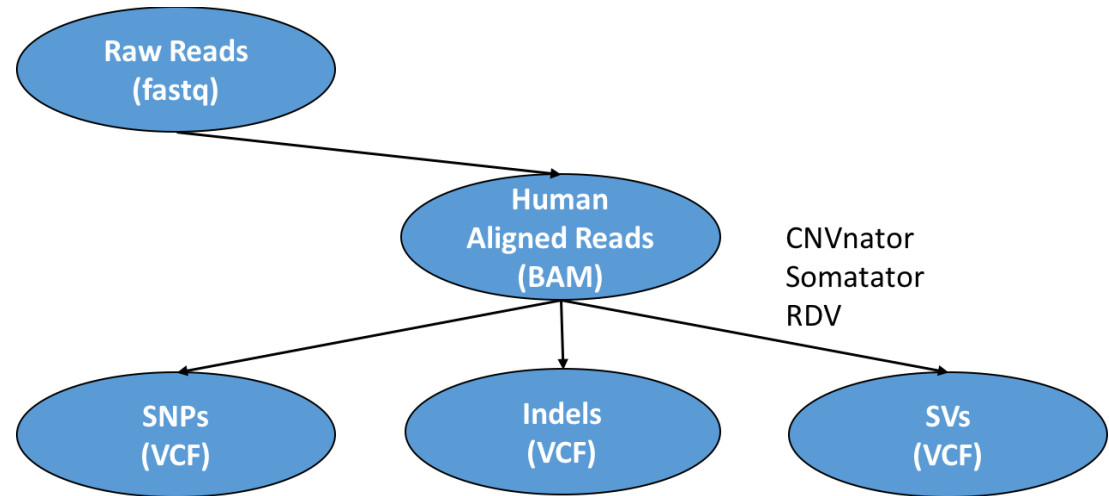 Raw Reads
(fastq)
Human
Aligned Reads
(BAM)
CNVnator
Somatator
RDV
SNPs
(VCF)
Indels
(VCF)
SVs
(VCF)